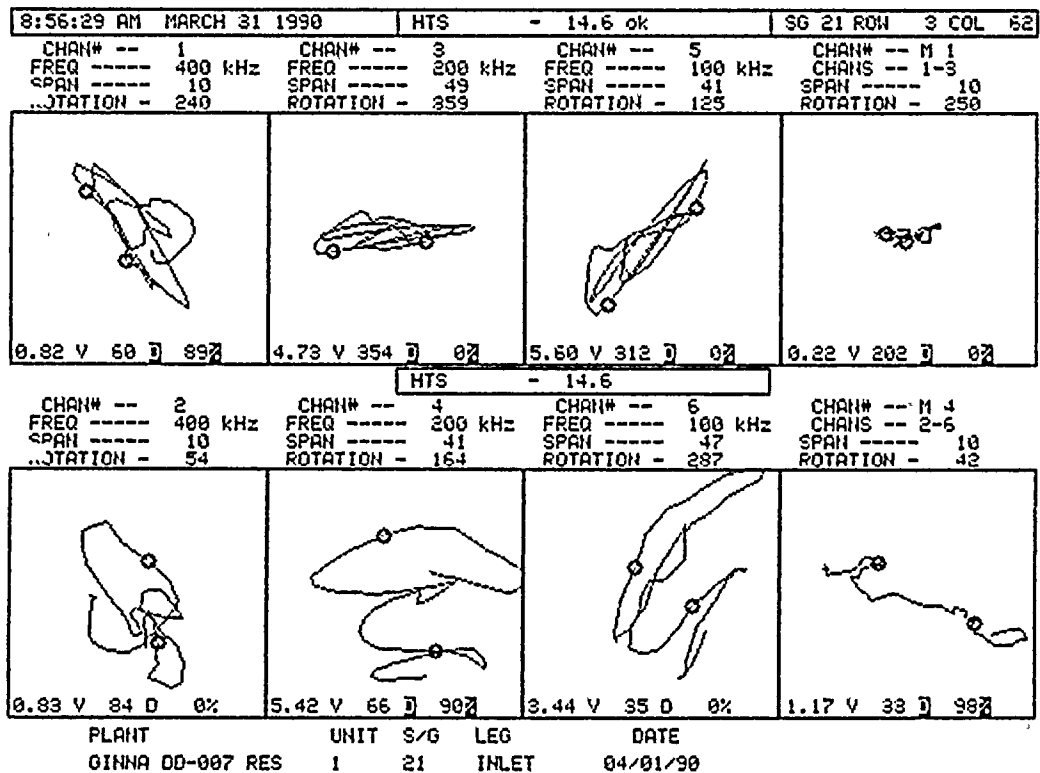 8:56:29 AM MARCH 31 1990 HTS - 14.6 ok SG 21 ROW 3 COL 62
CHAN# -- 1 CHAN# -- 3 CHAN# -- 5 CHAN# -- M 1
FREQ ----- 400 kHz FREQ ----- 200 kHz FREQ ----- 100 kHz CHANS -- 1-3
SPAN ----- 10 SPAN ----- 49 SPAN ----- 41 SPAN ----- 10
..OTATION - 240 ROTATION - 359 ROTATION - 125 ROTATION - 250
0.82 V 60 D 89% 4.73 V 354 D 0% 5.60 V 312 D 0% 0.22 V 202 D 0%
HTS - 14.6
CHAN# -- 2 CHAN# -- 4 CHAN# -- 6 CHAN# -- M 4
FREQ ----- 400 kHz FREQ ----- 200 kHz FREQ ----- 100 kHz CHANS -- 2-6
SPAN ----- 10 SPAN ----- 41 SPAN ----- 47 SPAN ----- 10
..OTATION - 54 ROTATION - 164 ROTATION - 287 ROTATION - 42
0.83 V 84 D 0% 5.42 V 66 D 90% 3.44 V 35 D 0% 1.17 V 33 D 98%
PLANT UNIT S/G LEG DATE
GINNA DD-007 RES 1 21 INLET 04/01/90